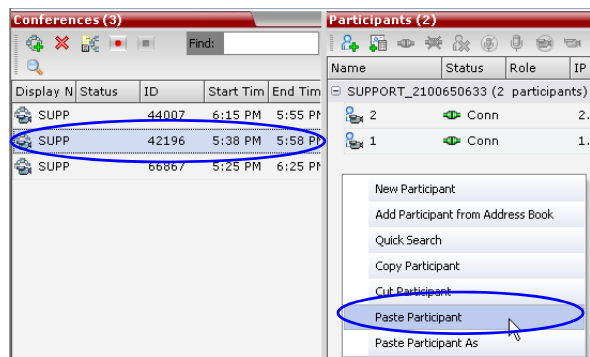 Conferences (3)
Find:
Display N Status ID Start Tim End Tim
SUPP 44007 6:15 PM 5:55 PM
SUPP 42196 5:38 PM 5:58 PM
SUPP 66867 5:25 PM 6:25 PM
Participants (2)
Name Status Role IP
SUPPORT_2100650633 (2 participants)
2 Conn 2.
1 Conn 1.
New Participant
Add Participant from Address Book
Quick Search
Copy Participant
Cut Participant
Paste Participant
Paste Participant As